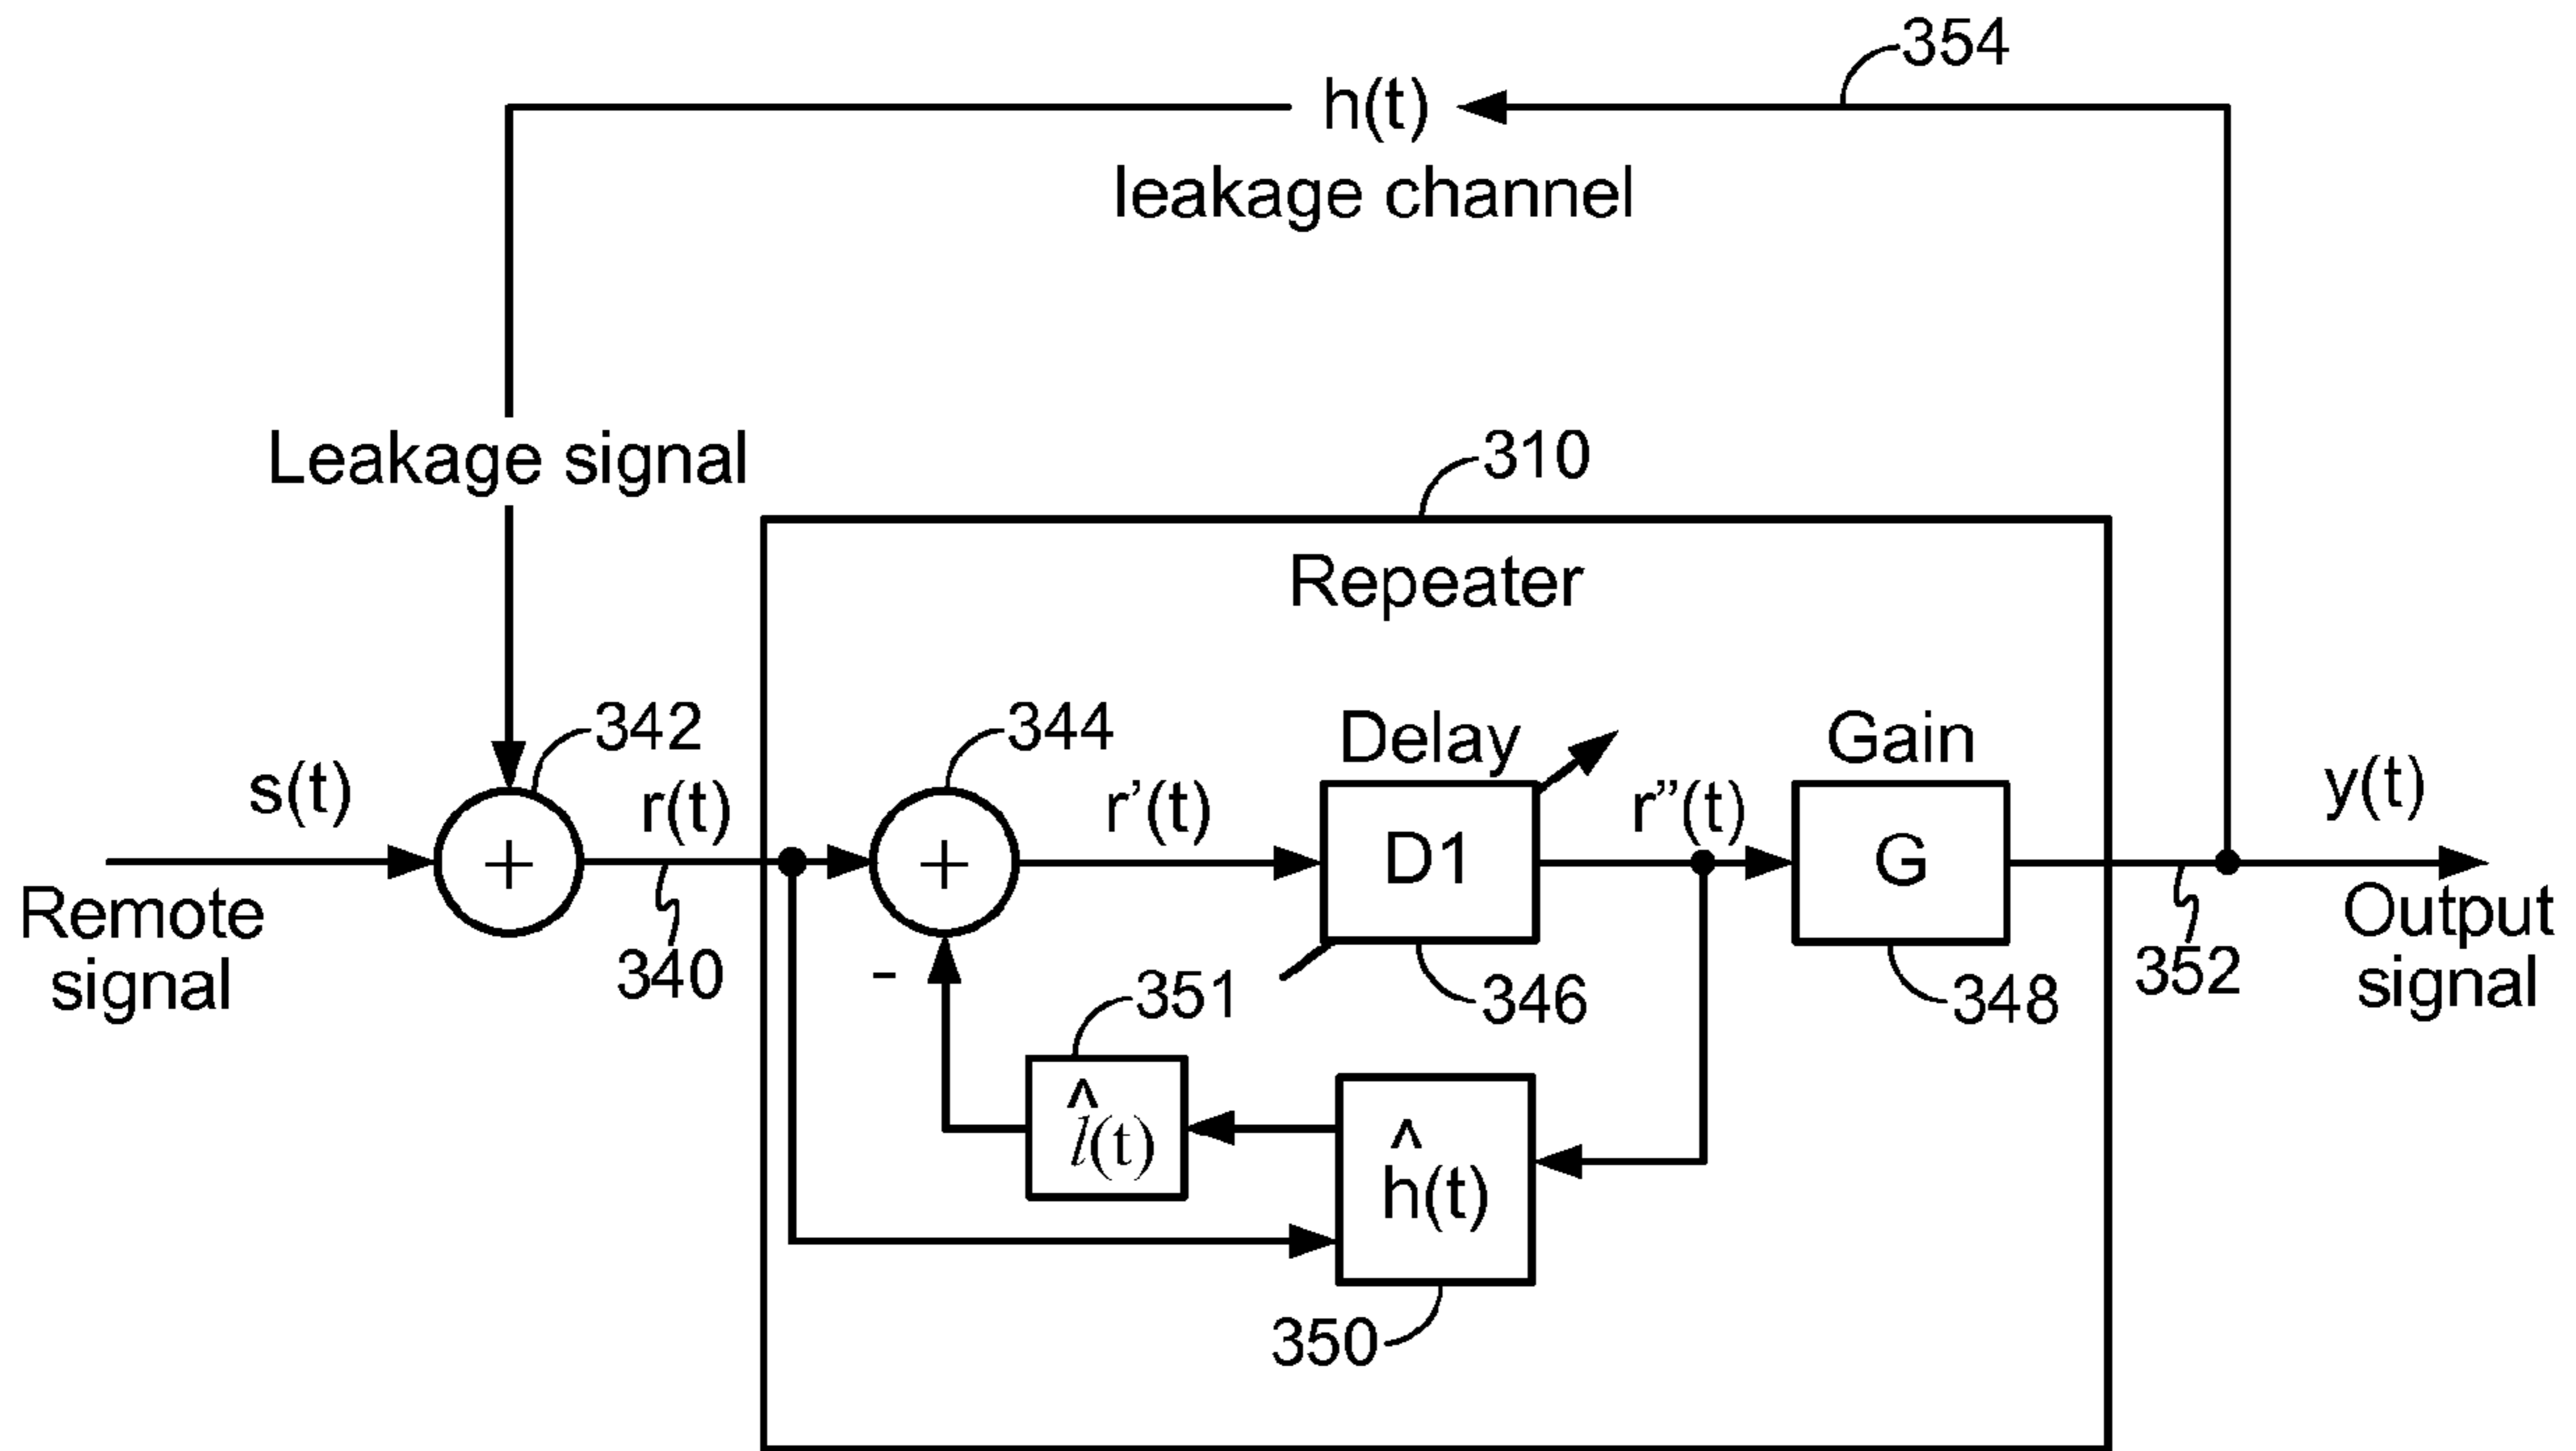 354
h(t)
leakage channel
Leakage signal
310
Repeater
342
344
Delay
Gain
s(t)
r(t)
r’(t)
r”(t)
y(t)
+
+
D1
G
Remote
signal
340
-
351
346
348
352
Output
signal
l̂(t)
ĥ(t)
350